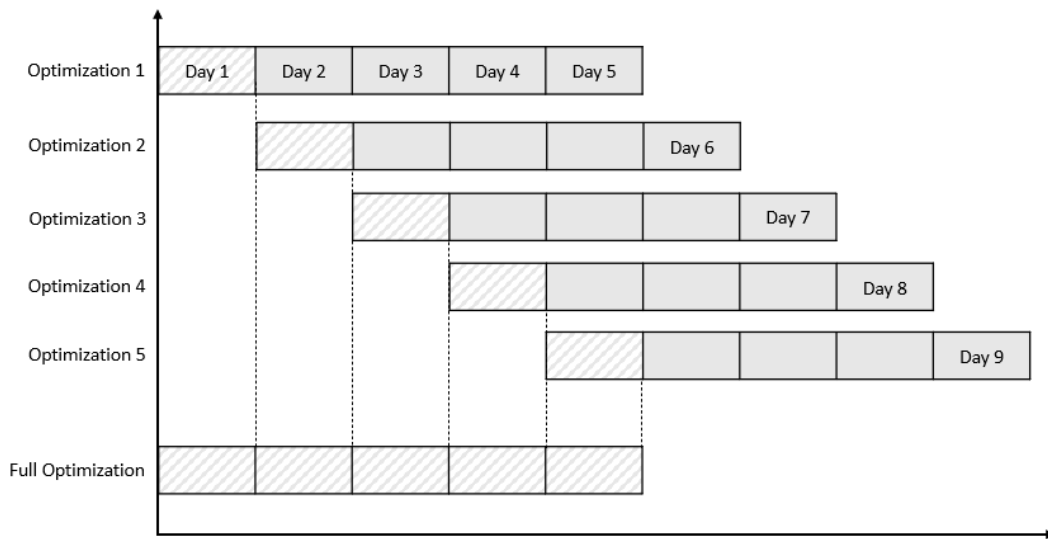 Optimization 1 Day 1 Day 2 Day 3 Day 4 Day 5
Optimization 2 Day 6
Optimization 3 Day 7
Optimization 4 Day 8
Optimization 5 Day 9
Full Optimization